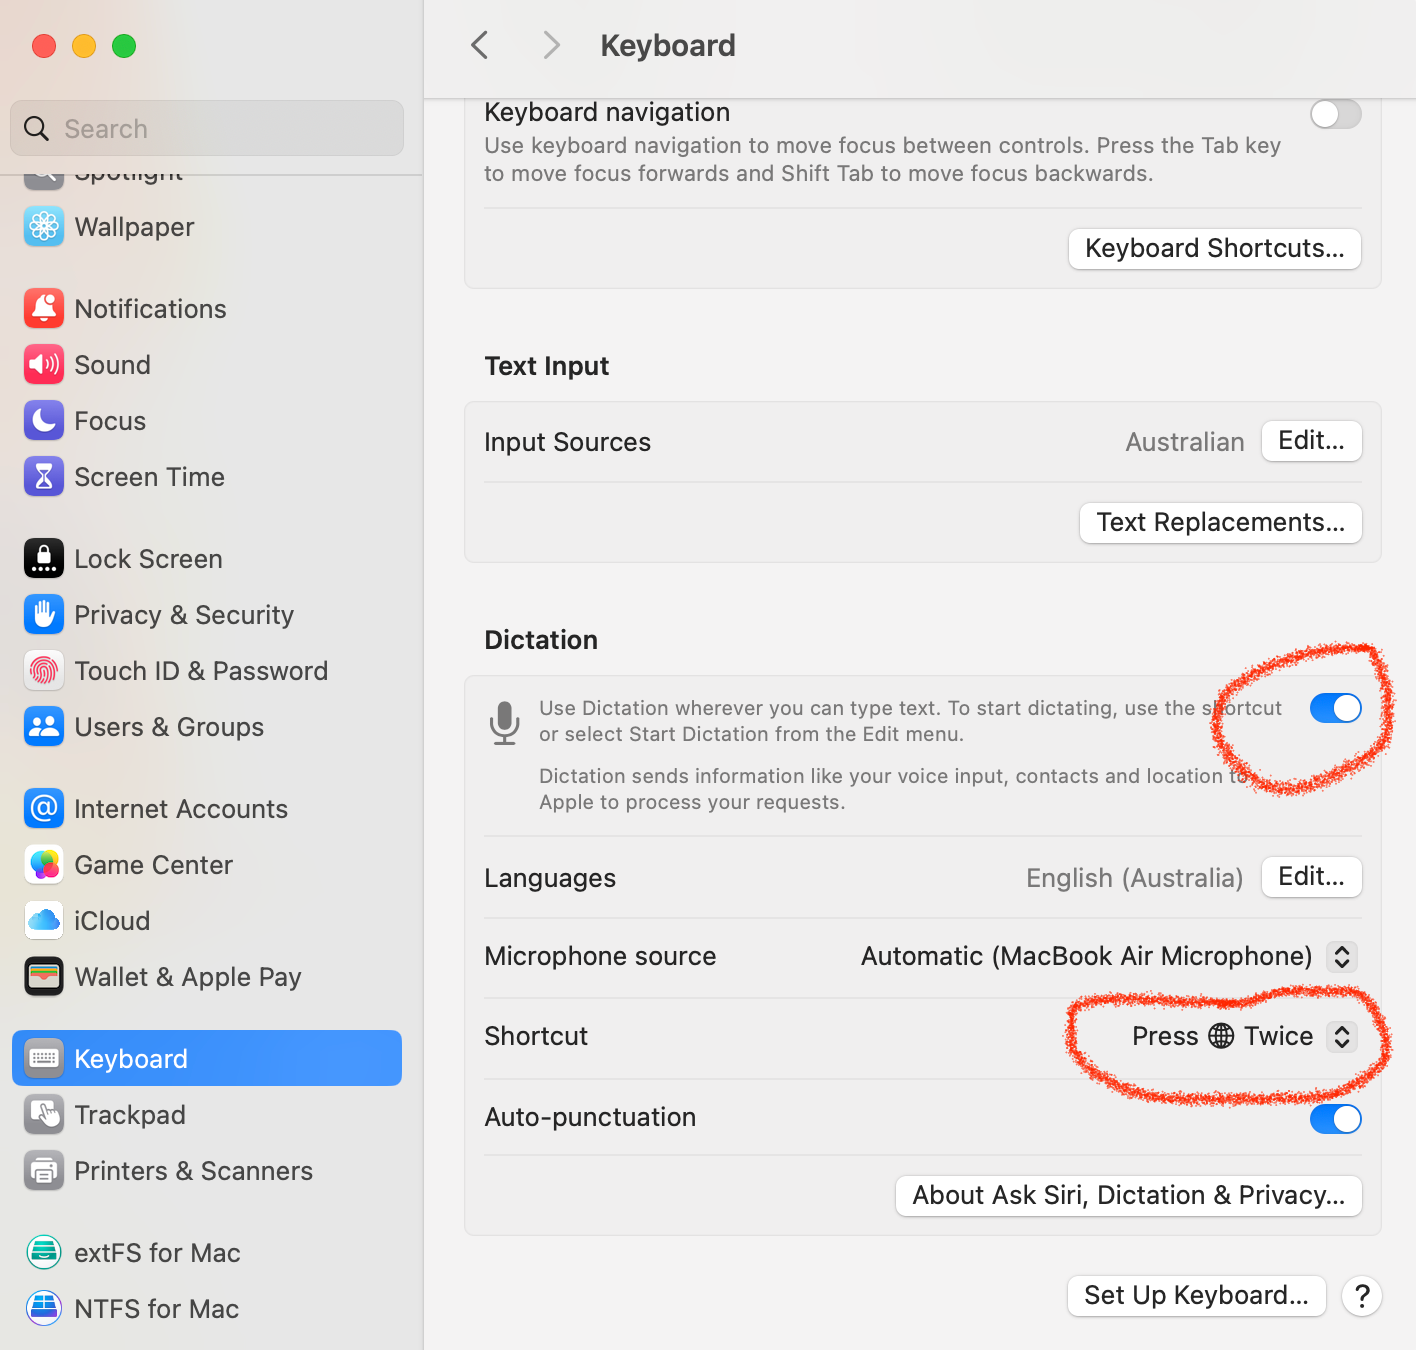 Keyboard
Search
Spotlight
Wallpaper
Notifications
Sound
Focus
Screen Time
Lock Screen
Privacy & Security
Touch ID & Password
Users & Groups
Internet Accounts
Game Center
iCloud
Wallet & Apple Pay
Keyboard
Trackpad
Printers & Scanners
extFS for Mac
NTFS for Mac
Keyboard navigation
Use keyboard navigation to move focus between controls. Press the Tab key
to move focus forwards and Shift Tab to move focus backwards.
Keyboard Shortcuts...
Text Input
Input Sources Australian Edit...
Text Replacements...
Dictation
Use Dictation wherever you can type text. To start dictating, use the shortcut
or select Start Dictation from the Edit menu.
Dictation sends information like your voice input, contacts and location to
Apple to process your requests.
Languages English (Australia) Edit...
Microphone source Automatic (MacBook Air Microphone)
Shortcut Press 🌐 Twice
Auto-punctuation
About Ask Siri, Dictation & Privacy...
Set Up Keyboard... ?